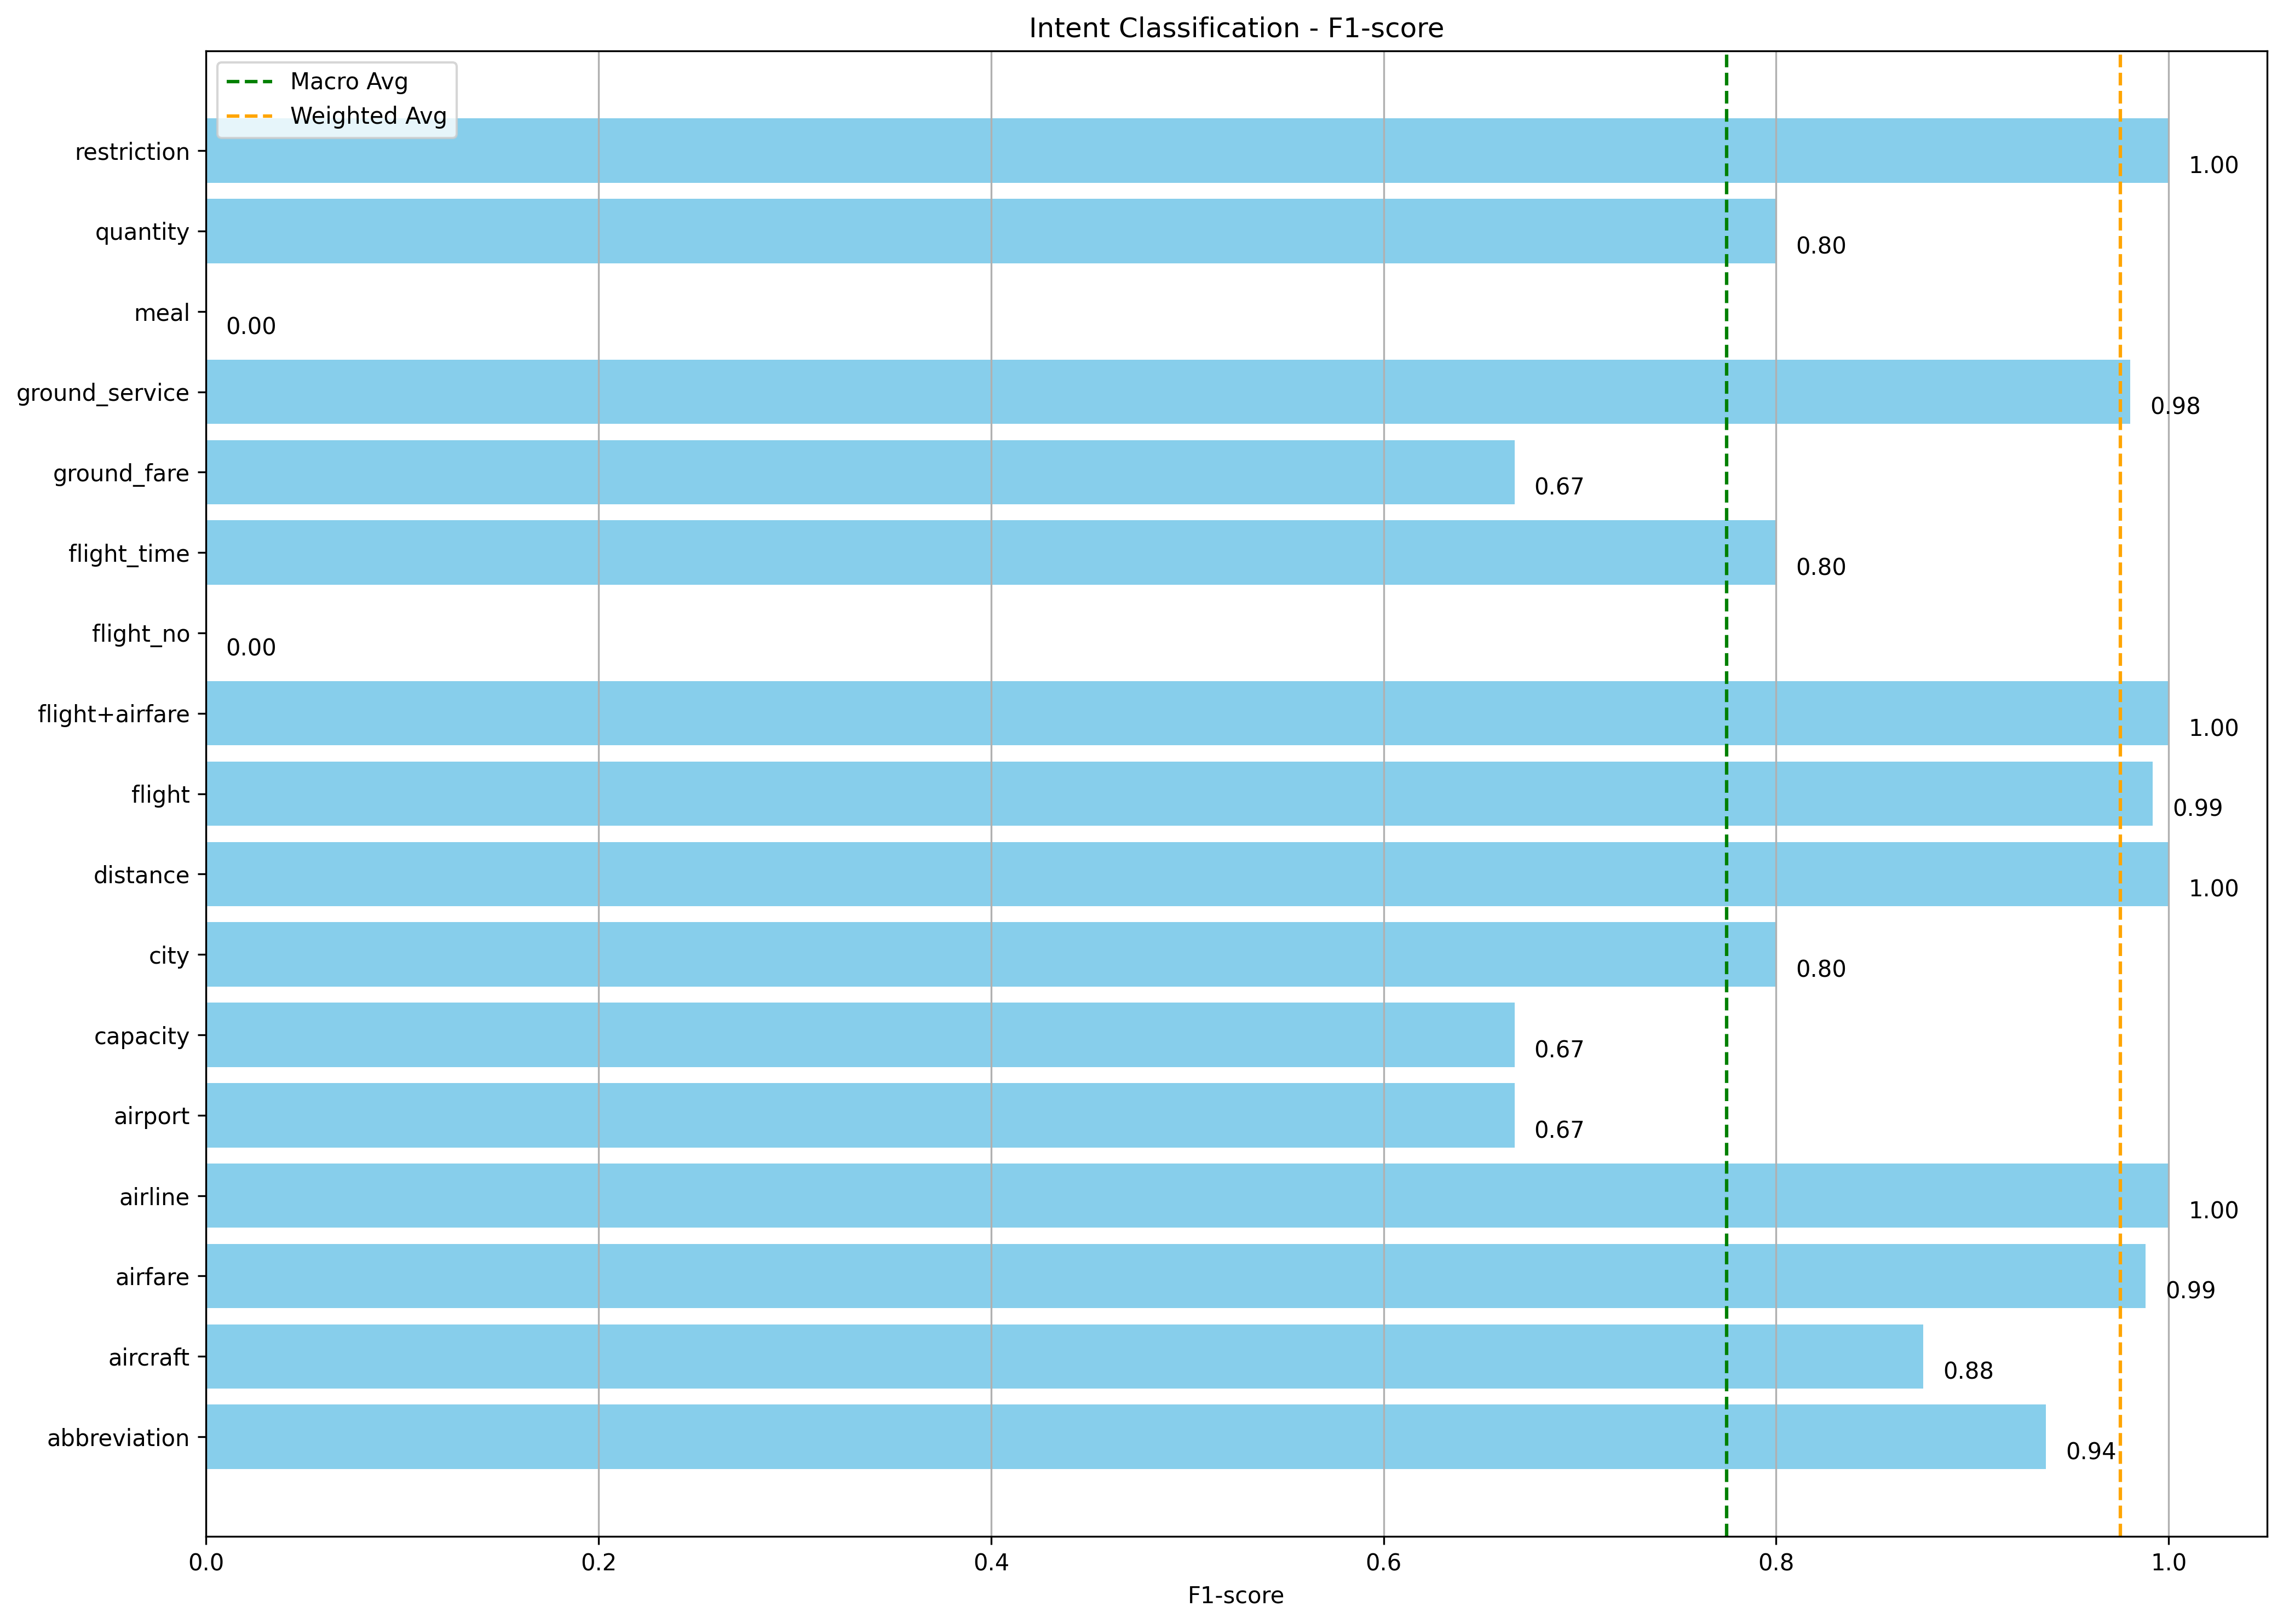 Intent Classification - F1-score
Macro Avg
Weighted Avg
restriction 1.00
quantity 0.80
meal 0.00
ground_service 0.98
ground_fare 0.67
flight_time 0.80
flight_no 0.00
flight+airfare 1.00
flight 0.99
distance 1.00
city 0.80
capacity 0.67
airport 0.67
airline 1.00
airfare 0.99
aircraft 0.88
abbreviation 0.94
0.0 0.2 0.4 0.6 0.8 1.0
F1-score